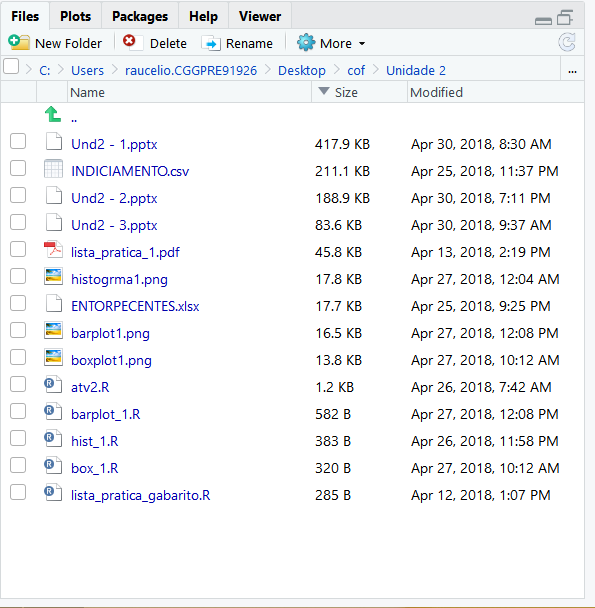 Files Plots Packages Help Viewer
New Folder Delete Rename More
C: Users raucelio.CGGPRE91926 Desktop cof Unidade 2 ...
Name Size Modified
..
Und2 - 1.pptx 417.9 KB Apr 30, 2018, 8:30 AM
INDICIAMENTO.csv 211.1 KB Apr 25, 2018, 11:37 PM
Und2 - 2.pptx 188.9 KB Apr 30, 2018, 7:11 PM
Und2 - 3.pptx 83.6 KB Apr 30, 2018, 9:37 AM
lista_pratica_1.pdf 45.8 KB Apr 13, 2018, 2:19 PM
histogrma1.png 17.8 KB Apr 27, 2018, 12:04 AM
ENTORPECENTES.xlsx 17.7 KB Apr 25, 2018, 9:25 PM
barplot1.png 16.5 KB Apr 27, 2018, 12:08 PM
boxplot1.png 13.8 KB Apr 27, 2018, 10:12 AM
atv2.R 1.2 KB Apr 26, 2018, 7:42 AM
barplot_1.R 582 B Apr 27, 2018, 12:08 PM
hist_1.R 383 B Apr 26, 2018, 11:58 PM
box_1.R 320 B Apr 27, 2018, 10:12 AM
lista_pratica_gabarito.R 285 B Apr 12, 2018, 1:07 PM